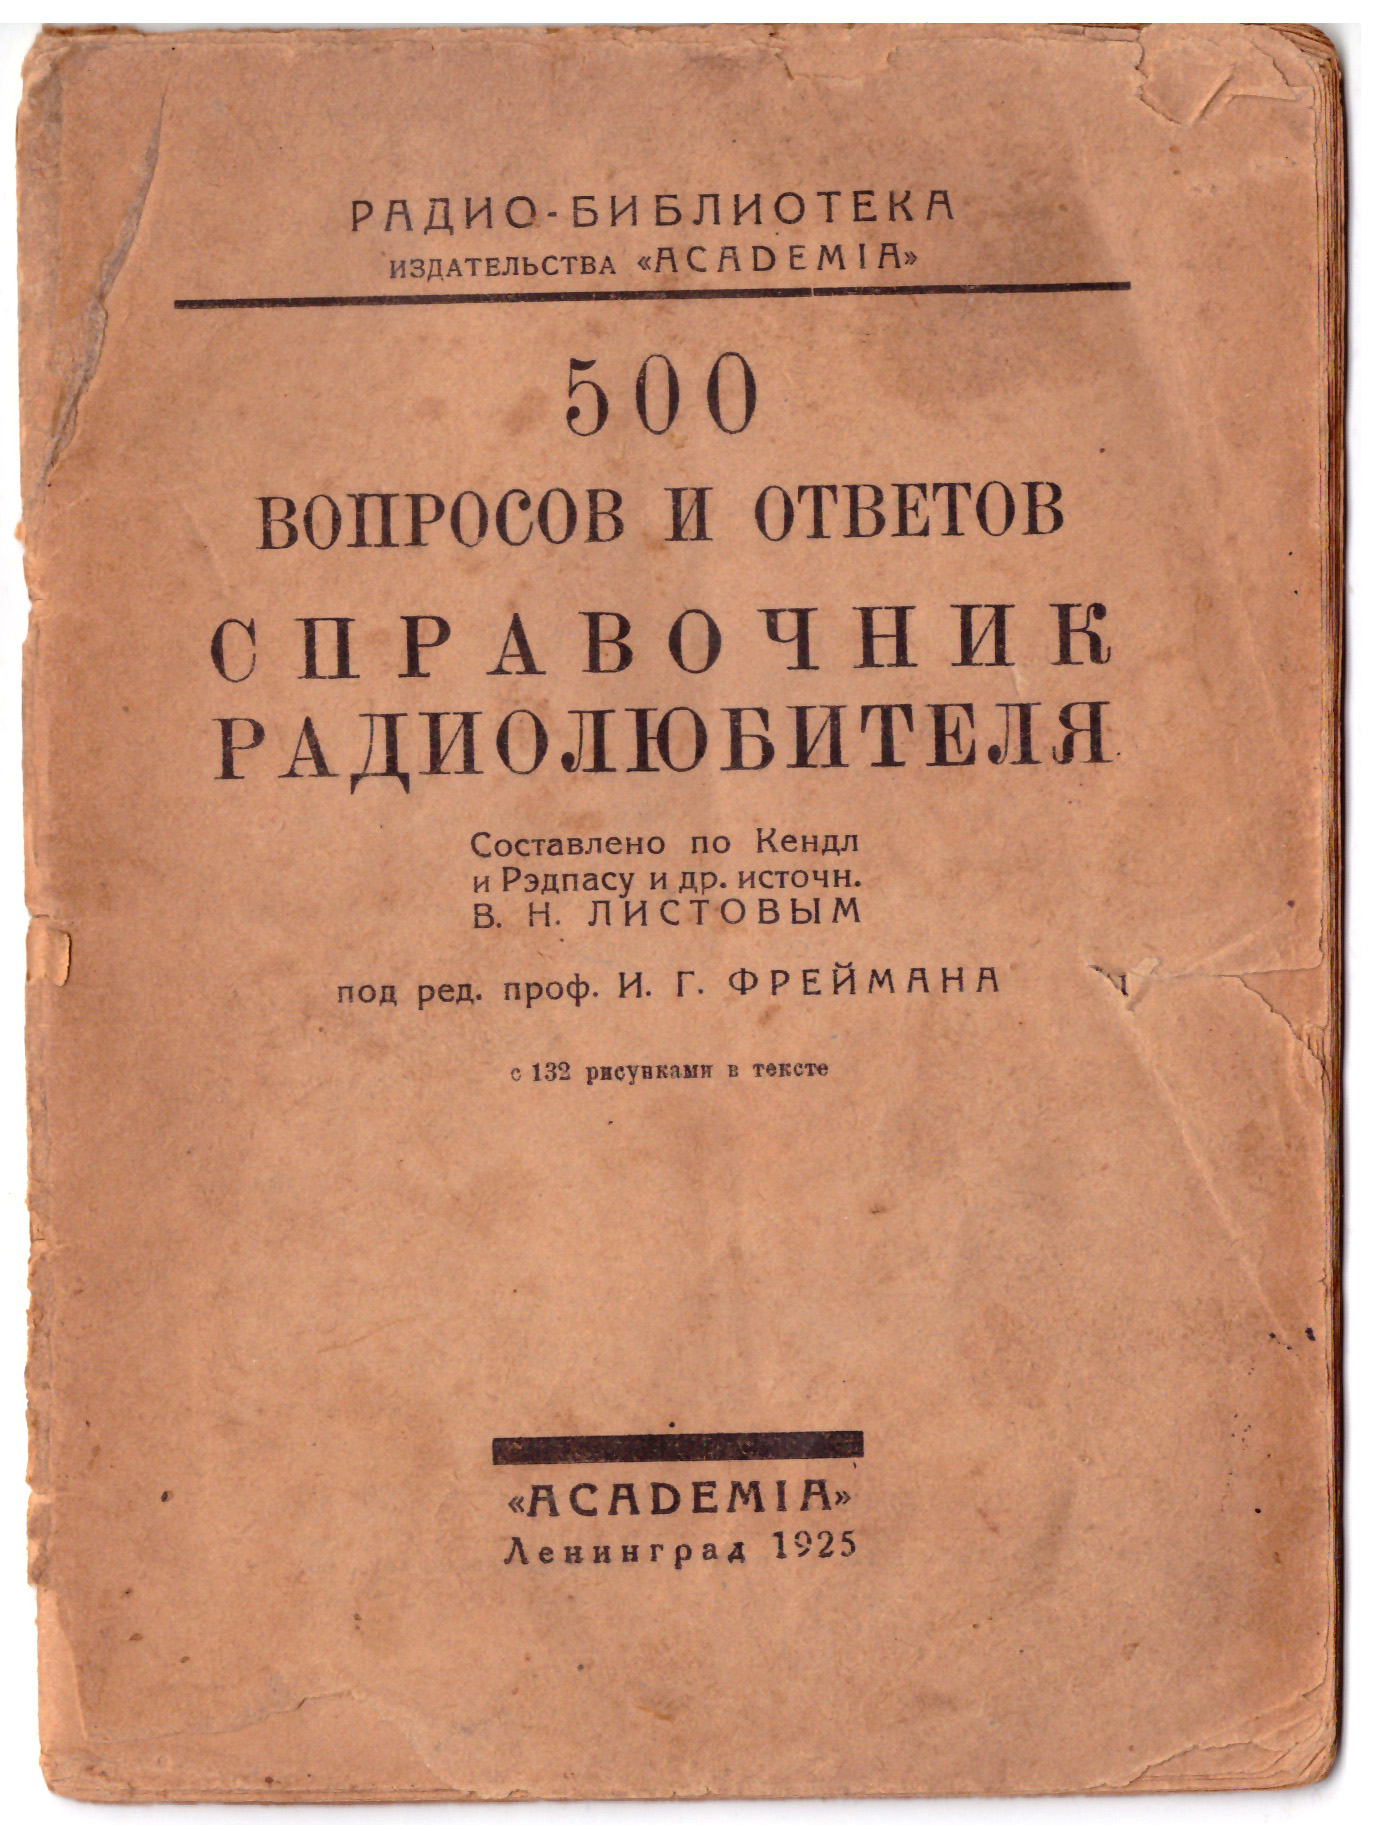 РАДИО-БИБЛИОТЕКА
ИЗДАТЕЛЬСТВА «ACADEMIA»
500
ВОПРОСОВ И ОТВЕТОВ
СПРАВОЧНИК
РАДИОЛЮБИТЕЛЯ
Составлено по Кендл
и Рэдпасу и др. источн.
В. Н. ЛИСТОВЫМ
под ред. проф. И. Г. ФРЕЙМАНА
с 132 рисунками в тексте
«ACADEMIA»
Ленинград 1925